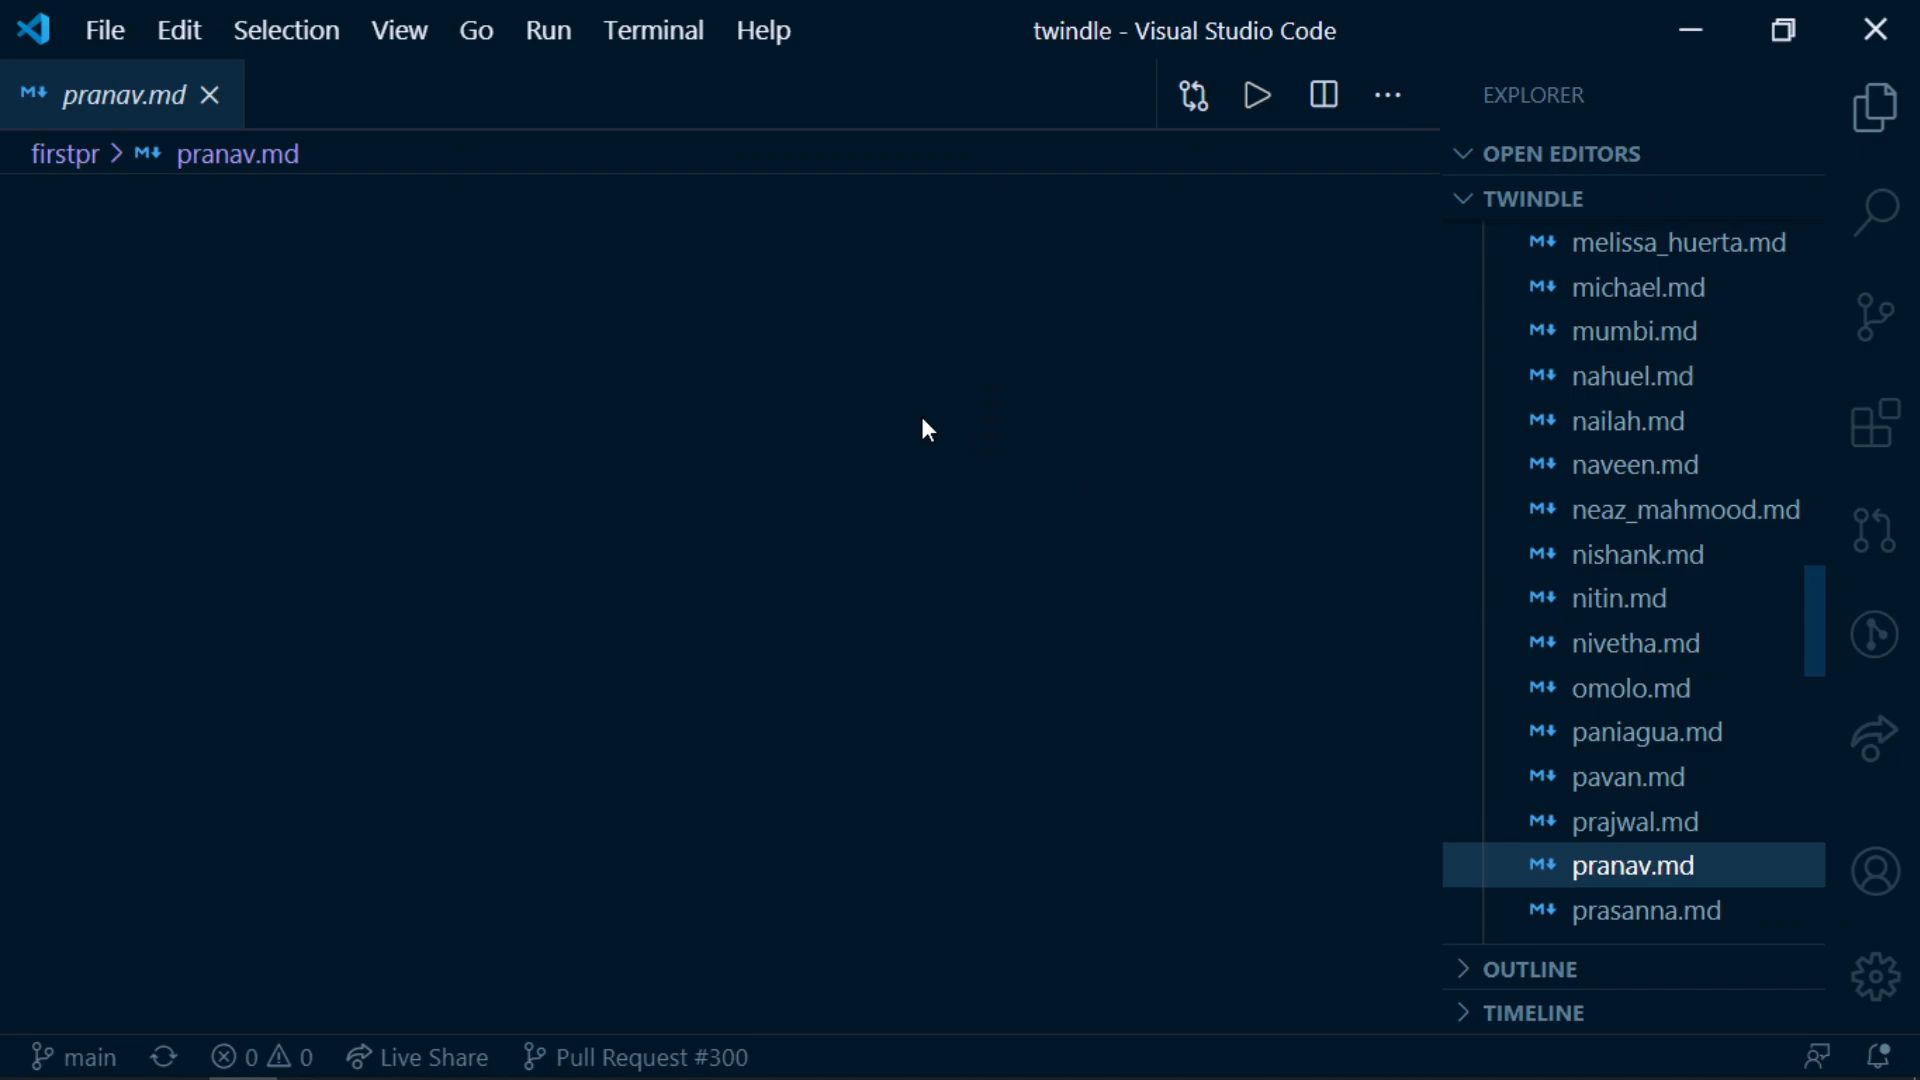 File Edit Selection View Go Run Terminal Help
twindle - Visual Studio Code
pranav.md
firstpr > pranav.md
EXPLORER
OPEN EDITORS
TWINDLE
melissa_huerta.md
michael.md
mumbi.md
nahuel.md
nailah.md
naveen.md
neaz_mahmood.md
nishank.md
nitin.md
nivetha.md
omolo.md
paniagua.md
pavan.md
prajwal.md
pranav.md
prasanna.md
OUTLINE
TIMELINE
main 0 0 Live Share Pull Request #300